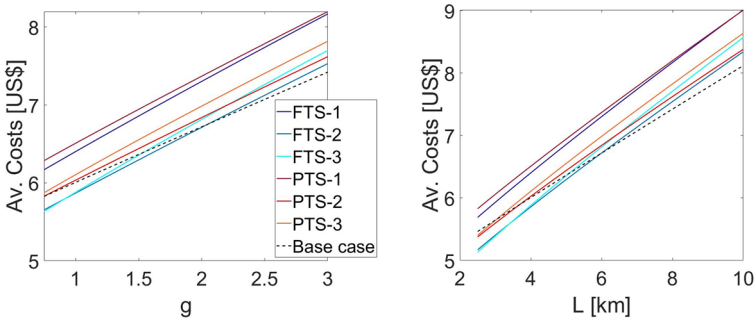 Av. Costs [US$]
8
7
6
5
1
1.5
2
2.5
3
g
FTS-1
FTS-2
FTS-3
PTS-1
PTS-2
PTS-3
Base case
Av. Costs [US$]
9
8
7
6
5
2
4
6
8
10
L [km]